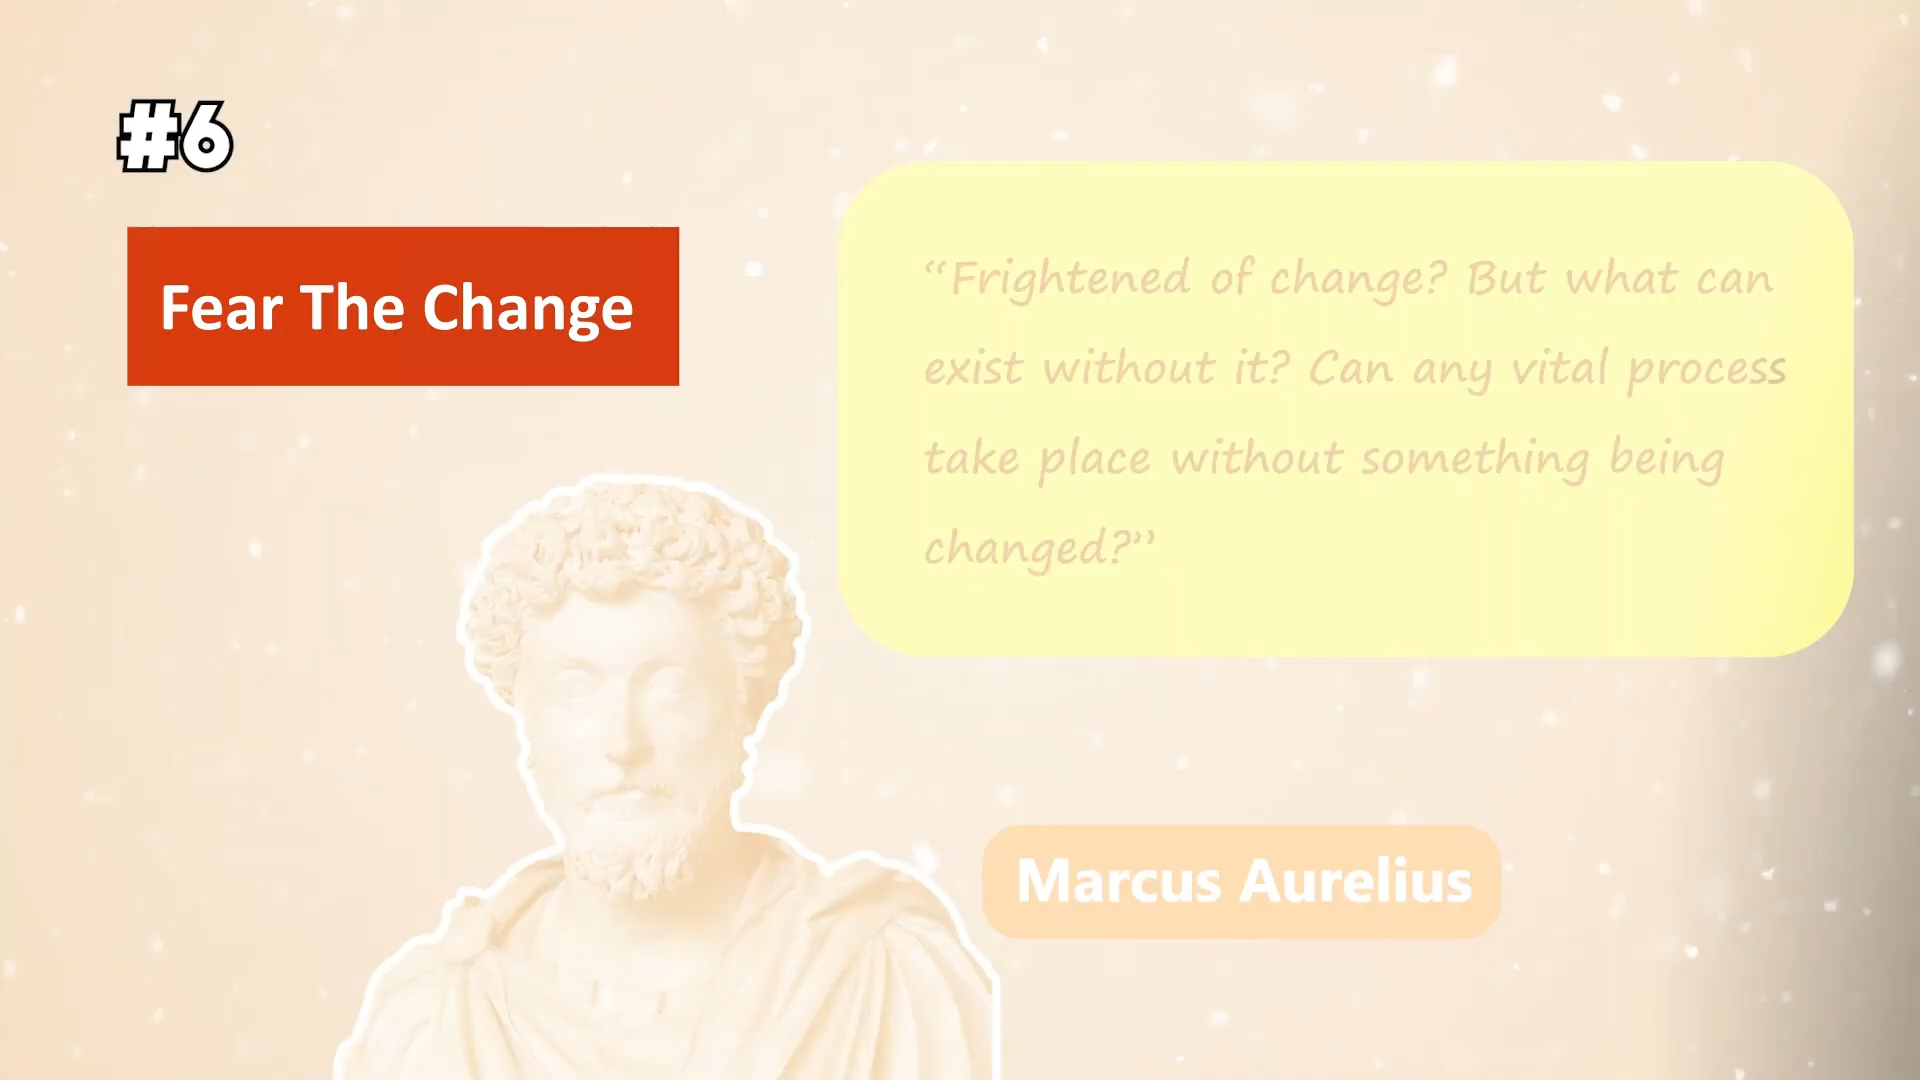 #6
Fear The Change
“Frightened of change? But what can
exist without it? Can any vital process
take place without something being
changed?”
Marcus Aurelius